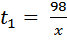 t₁ = 98/x